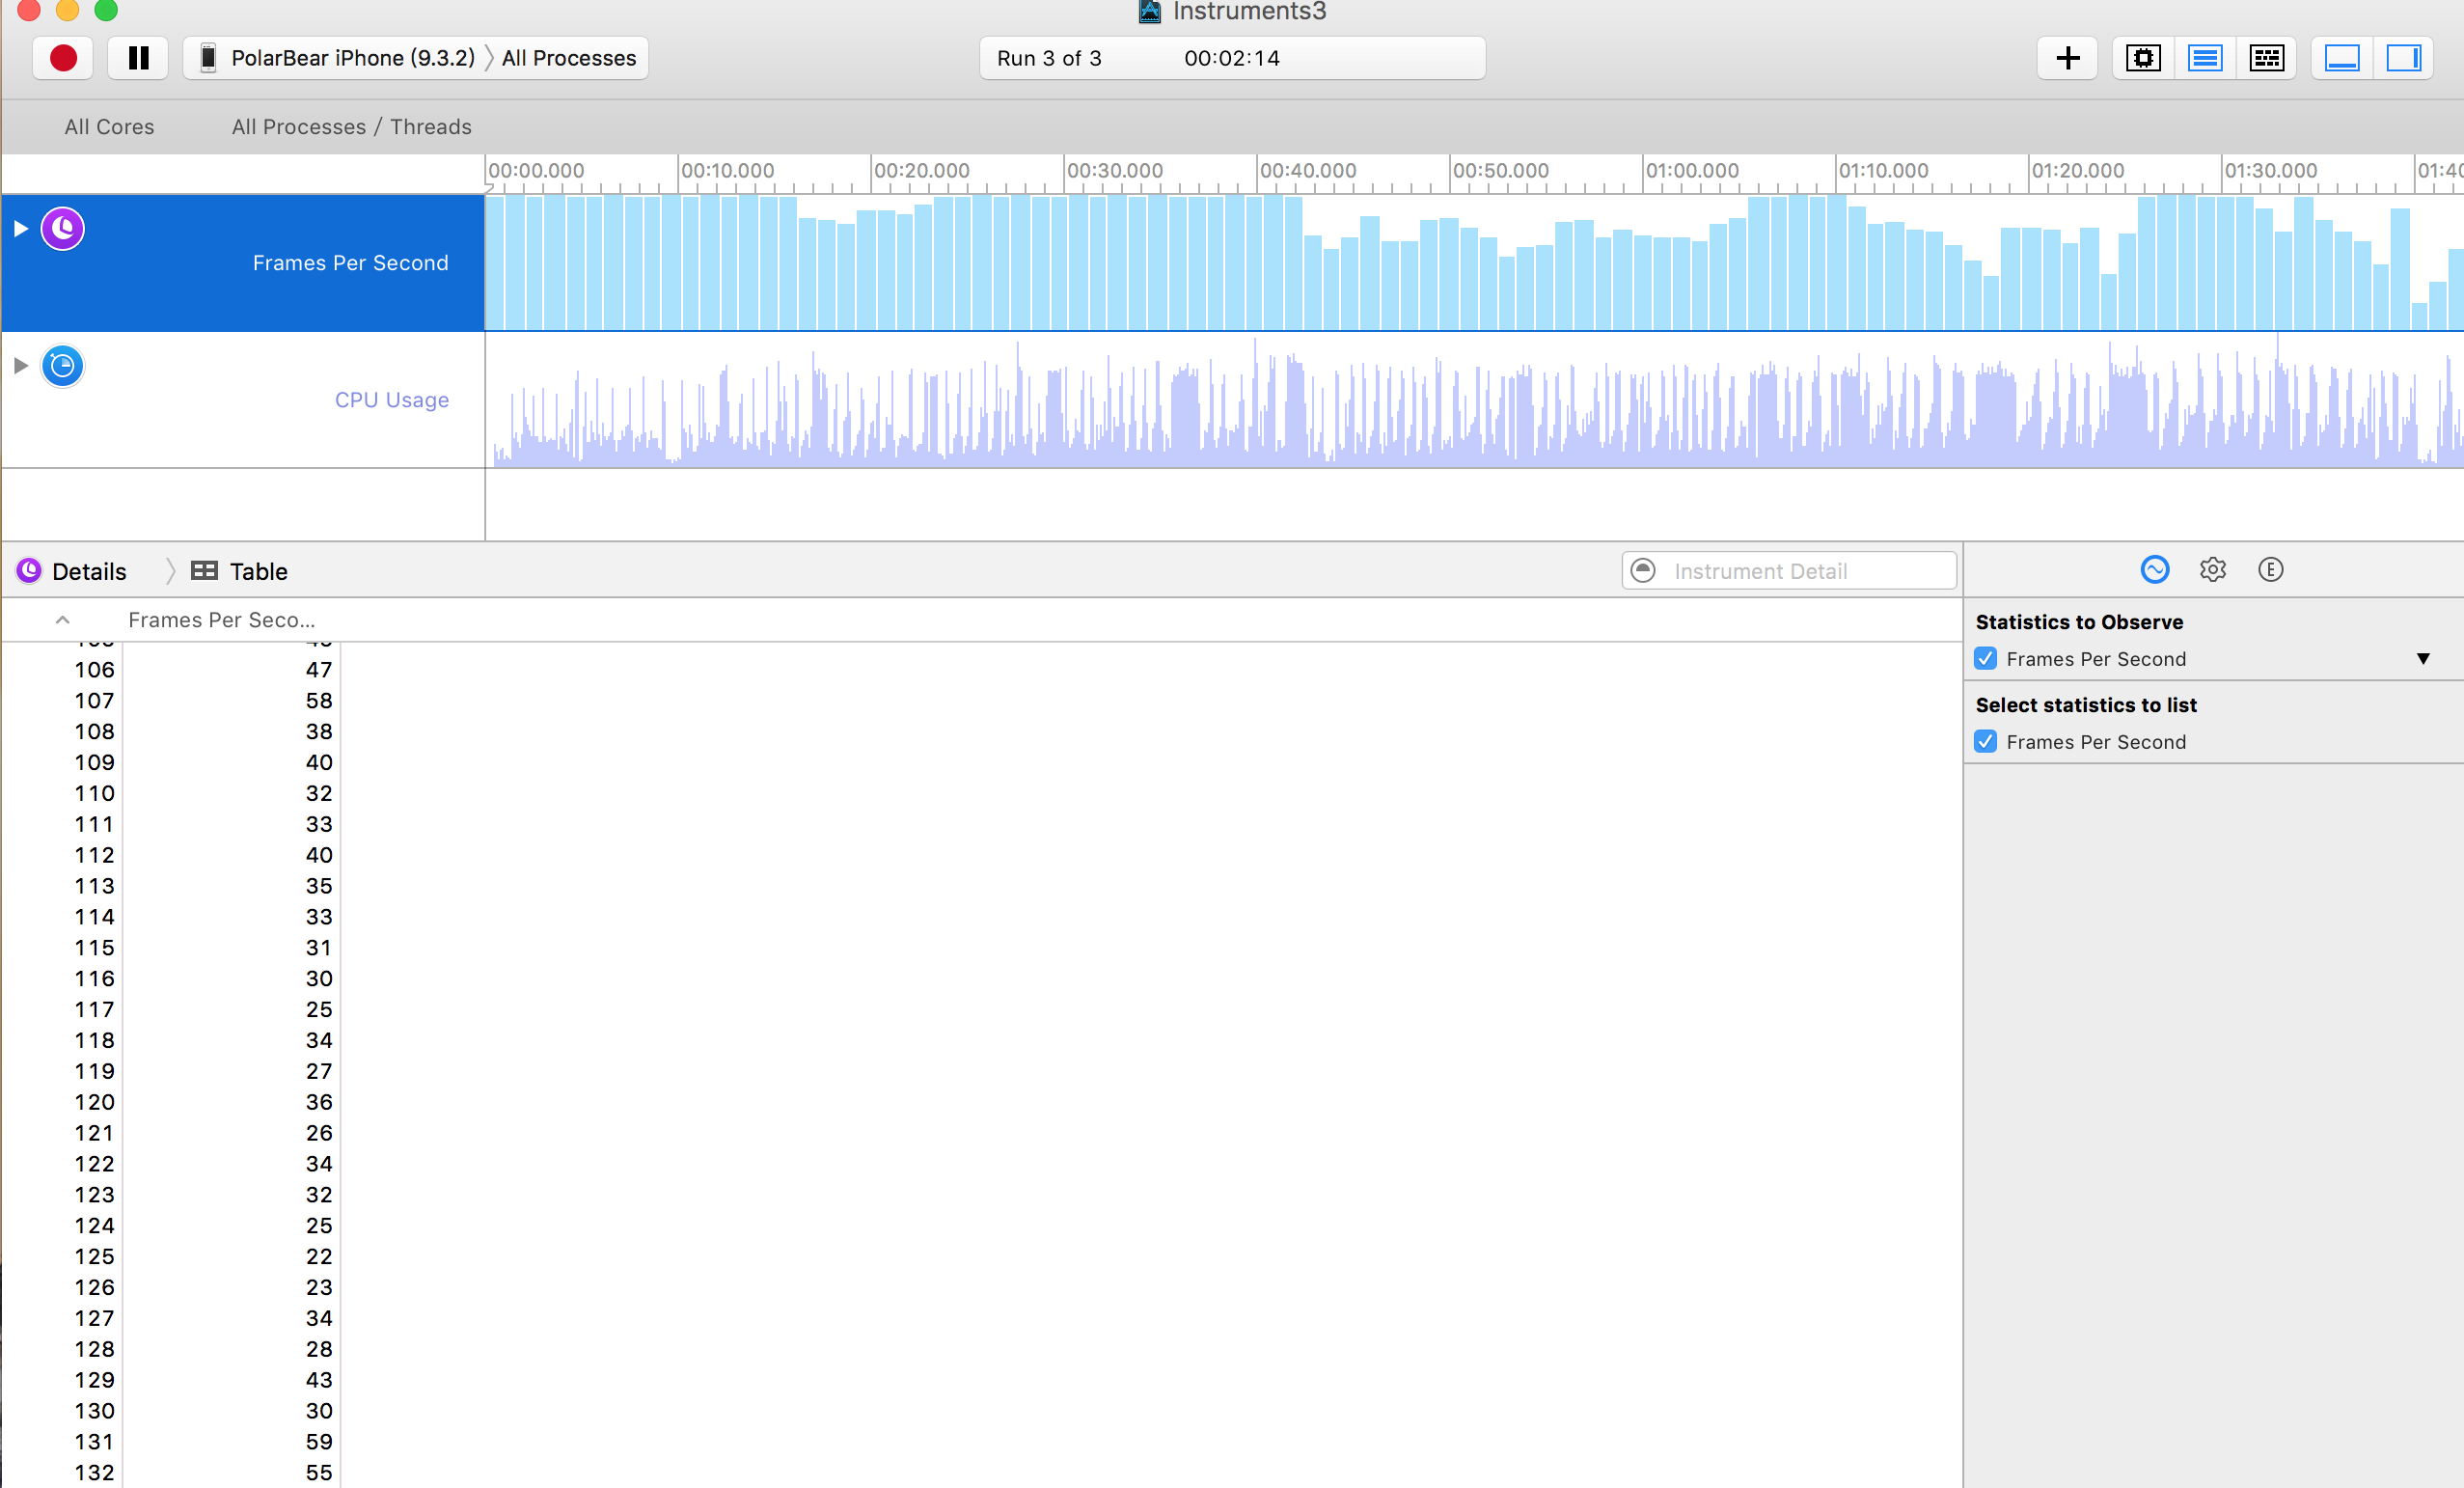 Instruments3
PolarBear iPhone (9.3.2) All Processes
Run 3 of 3 00:02:14
All Cores All Processes / Threads
00:00.000 00:10.000 00:20.000 00:30.000 00:40.000 00:50.000 01:00.000 01:10.000 01:20.000 01:30.000
Frames Per Second
CPU Usage
Details Table Instrument Detail
Frames Per Seco...
106 47
107 58
108 38
109 40
110 32
111 33
112 40
113 35
114 33
115 31
116 30
117 25
118 34
119 27
120 36
121 26
122 34
123 32
124 25
125 22
126 23
127 34
128 28
129 43
130 30
131 59
132 55
E
Statistics to Observe
Frames Per Second
Select statistics to list
Frames Per Second